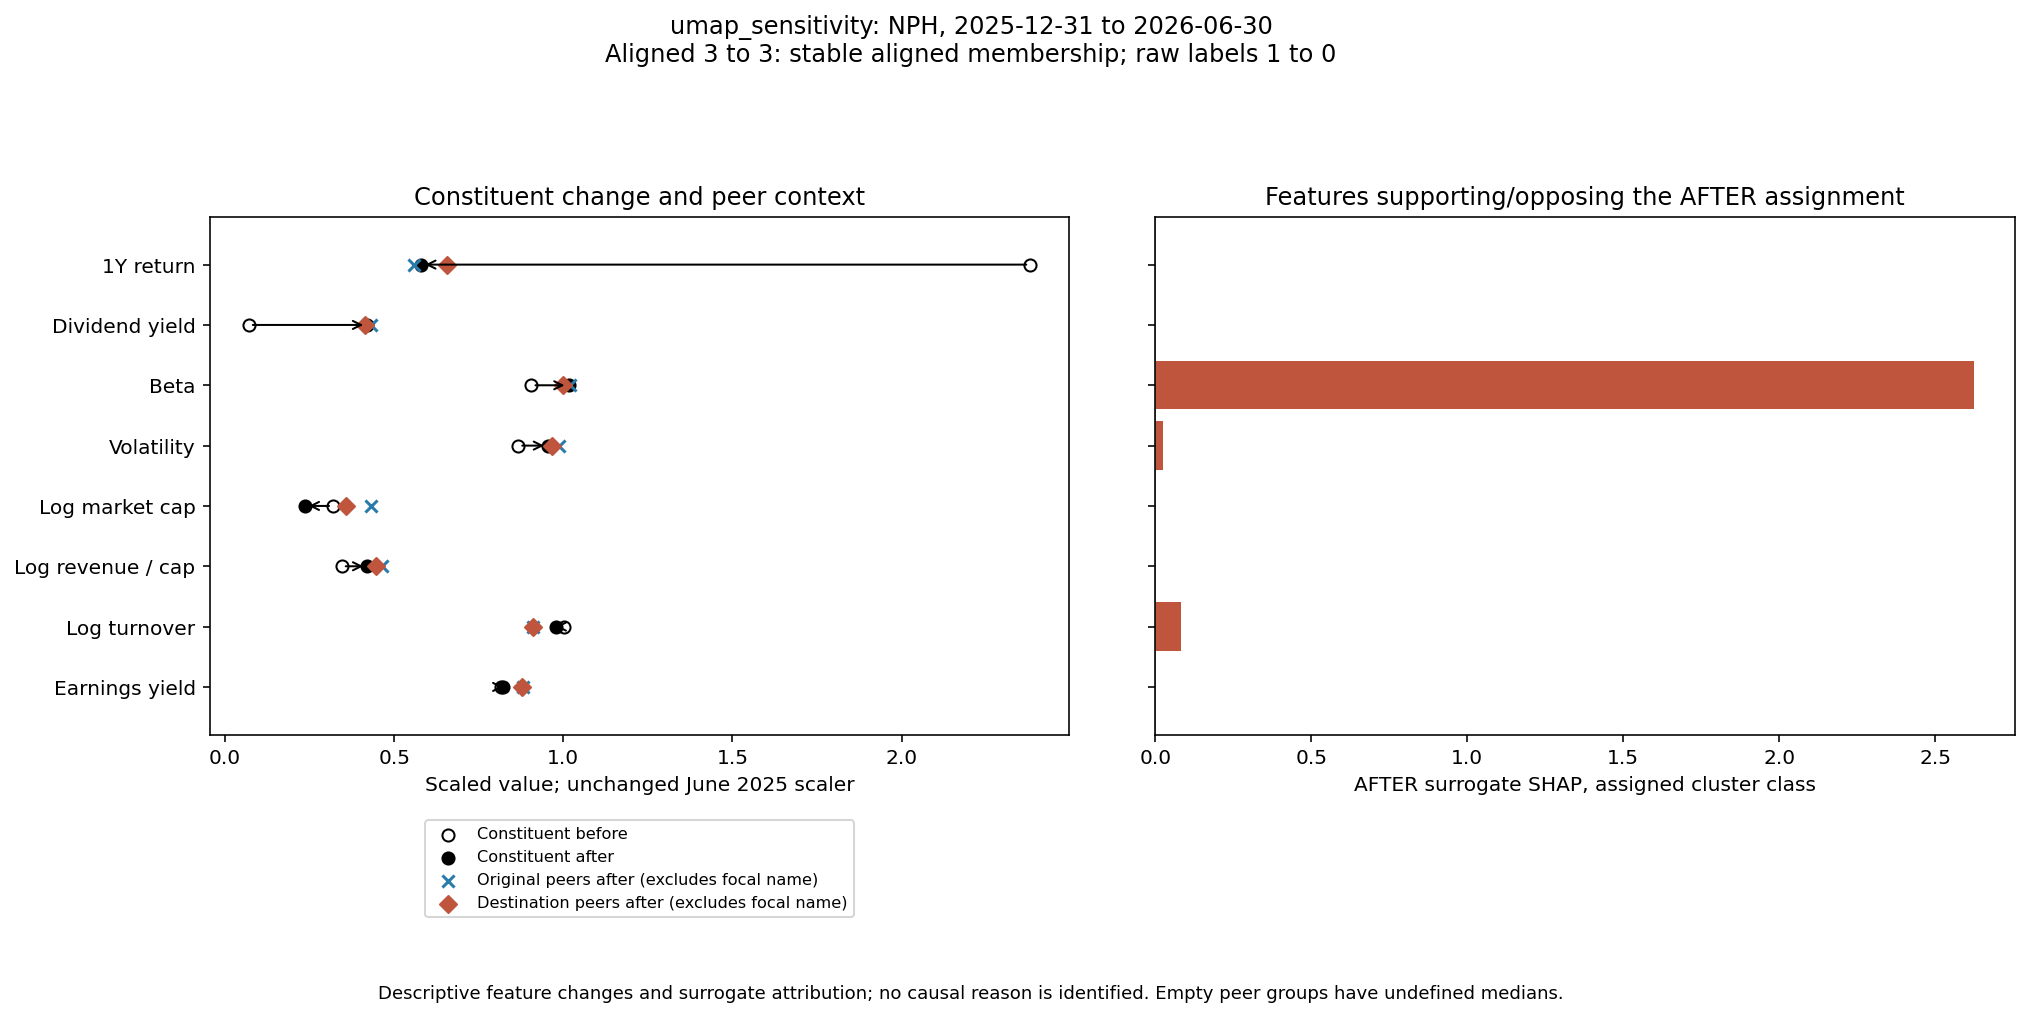 umap_sensitivity: NPH, 2025-12-31 to 2026-06-30
Aligned 3 to 3: stable aligned membership; raw labels 1 to 0
Constituent change and peer context
1Y return
Dividend yield
Beta
Volatility
Log market cap
Log revenue / cap
Log turnover
Earnings yield
0.0 0.5 1.0 1.5 2.0
Scaled value; unchanged June 2025 scaler
Constituent before
Constituent after
Original peers after (excludes focal name)
Destination peers after (excludes focal name)
Features supporting/opposing the AFTER assignment
0.0 0.5 1.0 1.5 2.0 2.5
AFTER surrogate SHAP, assigned cluster class
Descriptive feature changes and surrogate attribution; no causal reason is identified. Empty peer groups have undefined medians.